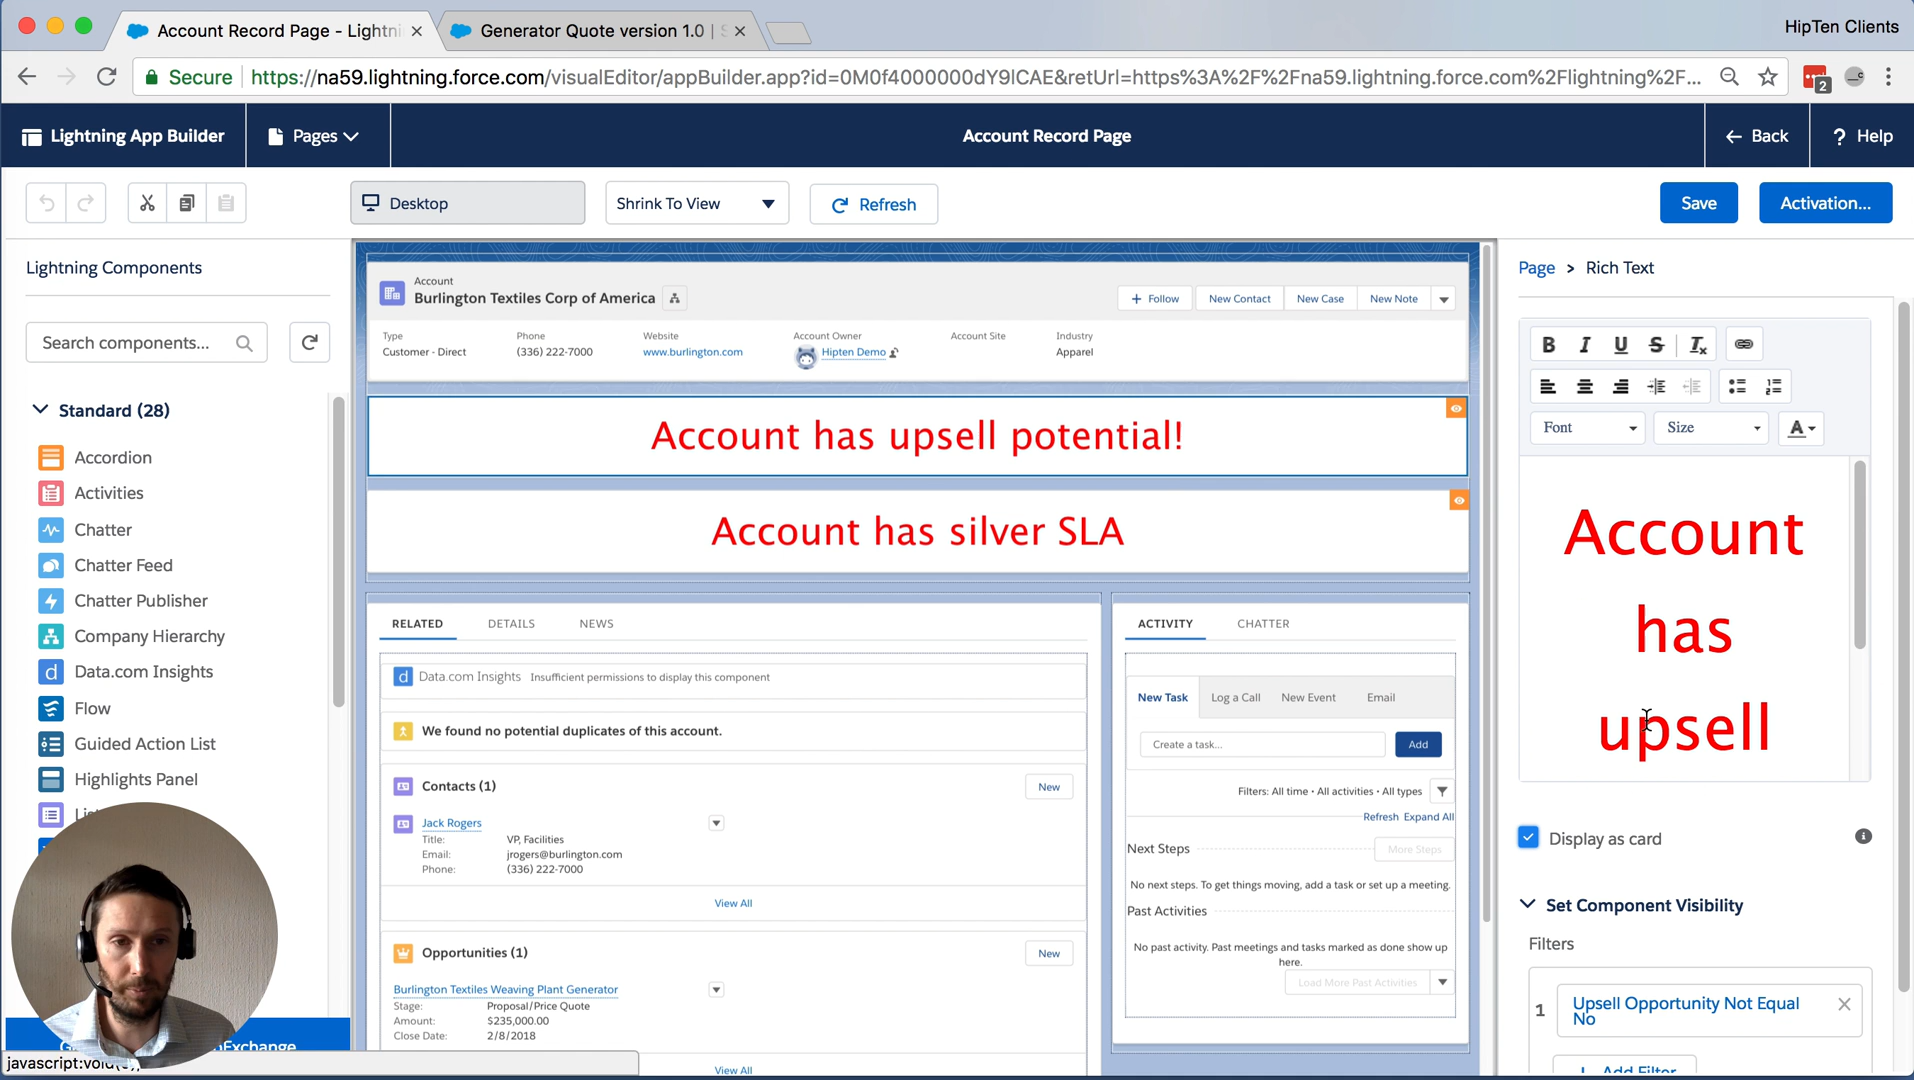 Account Record Page - Lightni
Generator Quote version 1.0 | S
HipTen Clients
Secure
https://na59.lightning.force.com/visualEditor/appBuilder.app?id=0M0f4000000dY9lCAE&retUrl=https%3A%2F%2Fna59.lightning.force.com%2Flightning%2F...
2
Lightning App Builder
Pages
Account Record Page
Back
? Help
Desktop
Shrink To View
Refresh
Save
Activation...
Lightning Components
Search components...
Standard (28)
Accordion
Activities
Chatter
Chatter Feed
Chatter Publisher
Company Hierarchy
d Data.com Insights
Flow
Guided Action List
Highlights Panel
Exchange
javascript:void(
Account
Burlington Textiles Corp of America
+ Follow
New Contact
New Case
New Note
Type
Customer - Direct
Phone
(336) 222-7000
Website
www.burlington.com
Account Owner
Hipten Demo
Account Site
Industry
Apparel
Account has upsell potential!
Account has silver SLA
RELATED
DETAILS
NEWS
d Data.com Insights Insufficient permissions to display this component
We found no potential duplicates of this account.
Contacts (1)
New
Jack Rogers
Title: VP, Facilities
Email: jrogers@burlington.com
Phone: (336) 222-7000
View All
Opportunities (1)
New
Burlington Textiles Weaving Plant Generator
Stage: Proposal/Price Quote
Amount: $235,000.00
Close Date: 2/8/2018
View All
ACTIVITY
CHATTER
New Task
Log a Call
New Event
Email
Create a task...
Add
Filters: All time • All activities • All types
Refresh Expand All
Next Steps
More Steps
No next steps. To get things moving, add a task or set up a meeting.
Past Activities
No past activity. Past meetings and tasks marked as done show up
here.
Load More Past Activities
Page > Rich Text
B I U S Tx
Font
Size
A
Account
has
upsell
Display as card
Set Component Visibility
Filters
1
Upsell Opportunity Not Equal
No
+ Add Filter